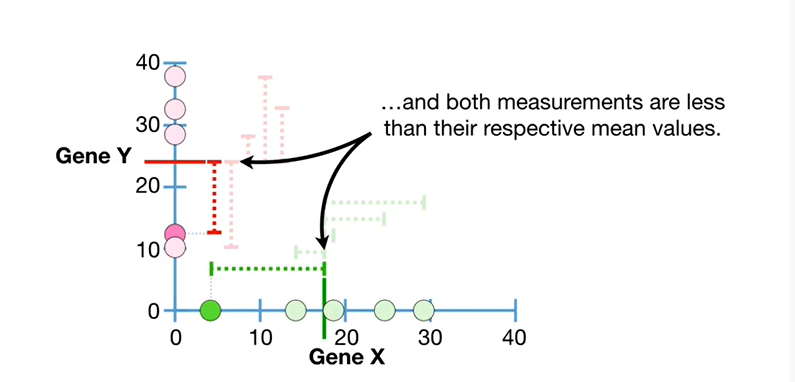 40
…and both measurements are less
than their respective mean values.
30
Gene Y
20
10
0
0 10 20 30 40
Gene X